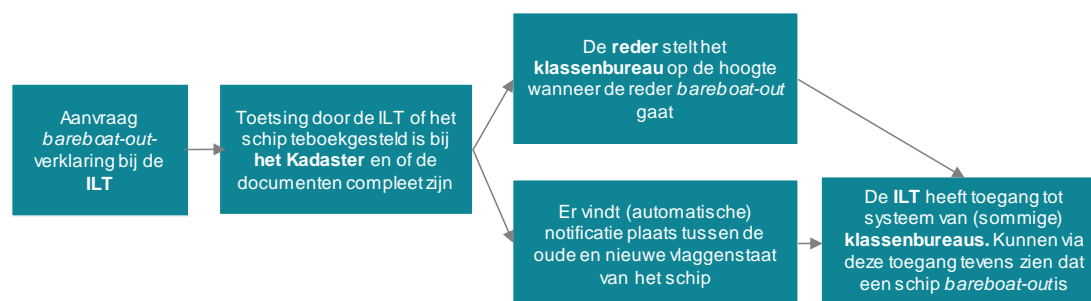 Aanvraag
bareboat-out-
verklaring bij de
ILT
Toetsing door de ILT of het
schip teboekgesteld is bij
het Kadaster en of de
documenten compleet zijn
De reder stelt het
klassenbureau op de hoogte
wanneer de reder bareboat-out
gaat
Er vindt (automatische)
notificatie plaats tussen de
oude en nieuwe vlaggenstaat
van het schip
De ILT heeft toegang tot
systeem van (sommige)
klassenbureaus. Kunnen via
deze toegang tevens zien dat
een schip bareboat-out is